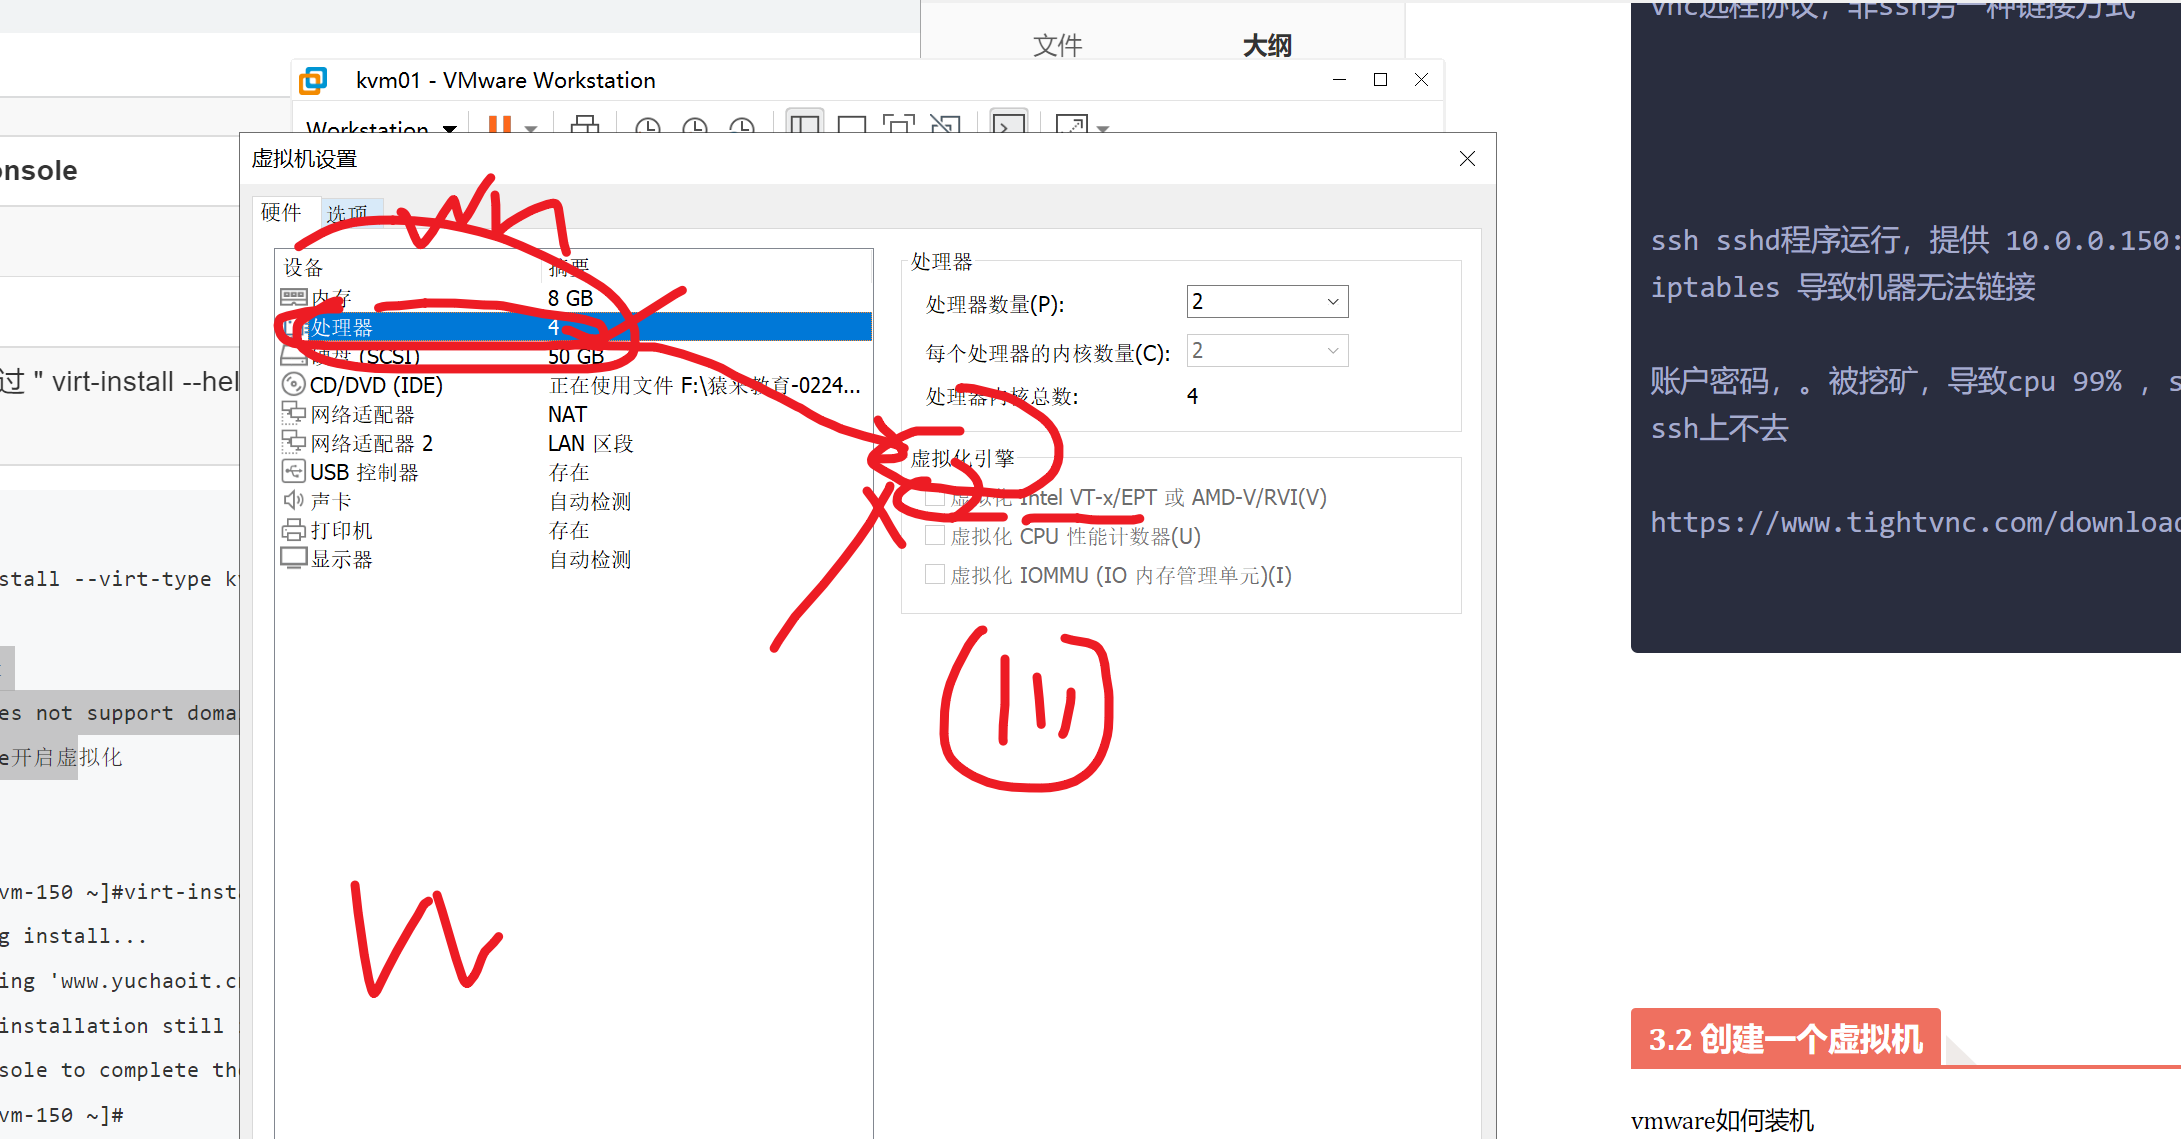 vnc远程协议，非ssh另一种链接方式
文件
大纲
kvm01 - VMware Workstation
Workstation
onsole
虚拟机设置
硬件
选项
设备
摘要
内存
8 GB
处理器
4
硬盘 (SCSI)
50 GB
CD/DVD (IDE)
正在使用文件 F:\猿来教育-0224...
网络适配器
NAT
网络适配器 2
LAN 区段
USB 控制器
存在
声卡
自动检测
打印机
存在
显示器
自动检测
处理器
处理器数量(P):
2
每个处理器的内核数量(C):
2
处理器内核总数:
4
虚拟化引擎
虚拟化 Intel VT-x/EPT 或 AMD-V/RVI(V)
虚拟化 CPU 性能计数器(U)
虚拟化 IOMMU (IO 内存管理单元)(I)
过 " virt-install --hel
stall --virt-type k
es not support doma
e开启虚拟化
vm-150 ~]#virt-inst
g install...
ing 'www.yuchaoit.c
installation still
sole to complete th
vm-150 ~]#
ssh sshd程序运行，提供 10.0.0.150:
iptables 导致机器无法链接
账户密码，。被挖矿，导致cpu 99% ，s
ssh上不去
https://www.tightvnc.com/download
3.2 创建一个虚拟机
vmware如何装机